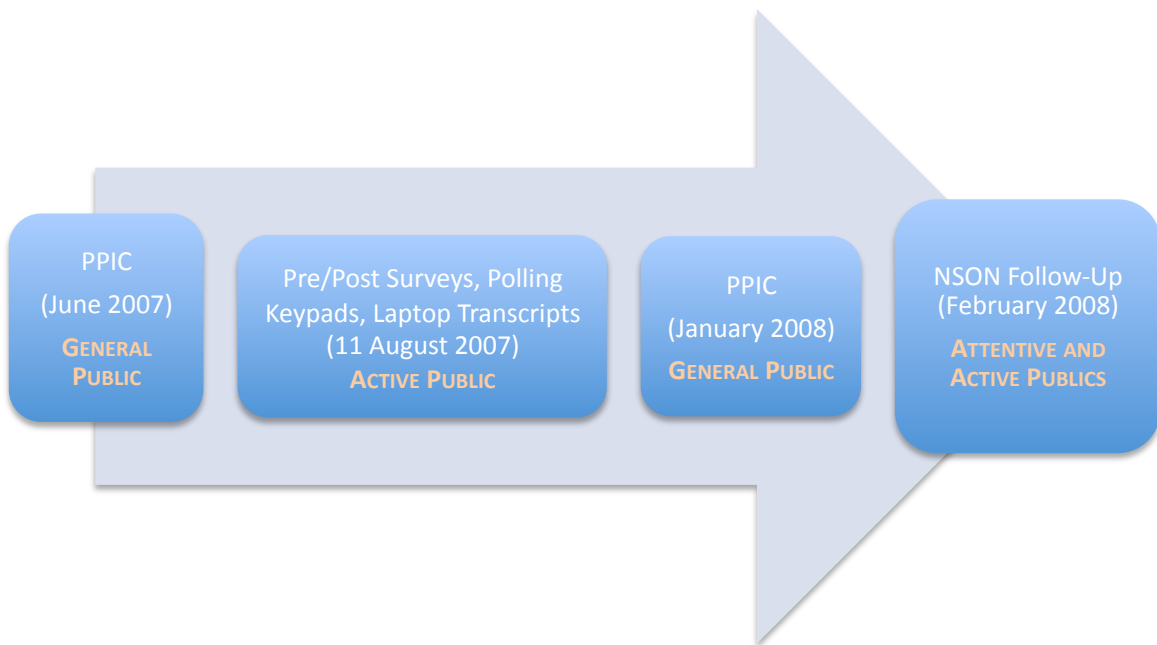 PPIC
(June 2007)
GENERAL
PUBLIC
Pre/Post Surveys, Polling
Keypads, Laptop Transcripts
(11 August 2007)
ACTIVE PUBLIC
PPIC
(January 2008)
GENERAL PUBLIC
NSON Follow-Up
(February 2008)
ATTENTIVE AND
ACTIVE PUBLICS